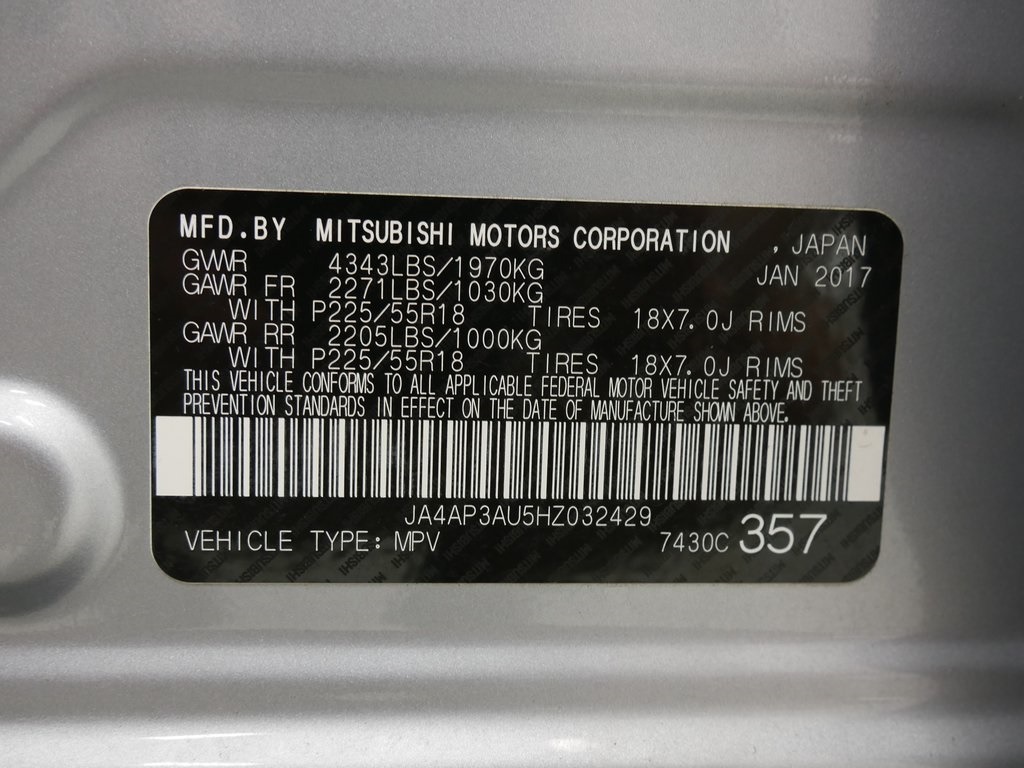 MFD.BY MITSUBISHI MOTORS CORPORATION , JAPAN
GVWR 4343LBS/1970KG JAN 2017
GAWR FR 2271LBS/1030KG
WITH P225/55R18 TIRES 18X7.0J RIMS
GAWR RR 2205LBS/1000KG
WITH P225/55R18 TIRES 18X7.0J RIMS
THIS VEHICLE CONFORMS TO ALL APPLICABLE FEDERAL MOTOR VEHICLE SAFETY AND THEFT
PREVENTION STANDARDS IN EFFECT ON THE DATE OF MANUFACTURE SHOWN ABOVE.
JA4AP3AU5HZ032429
VEHICLE TYPE: MPV 7430C 357